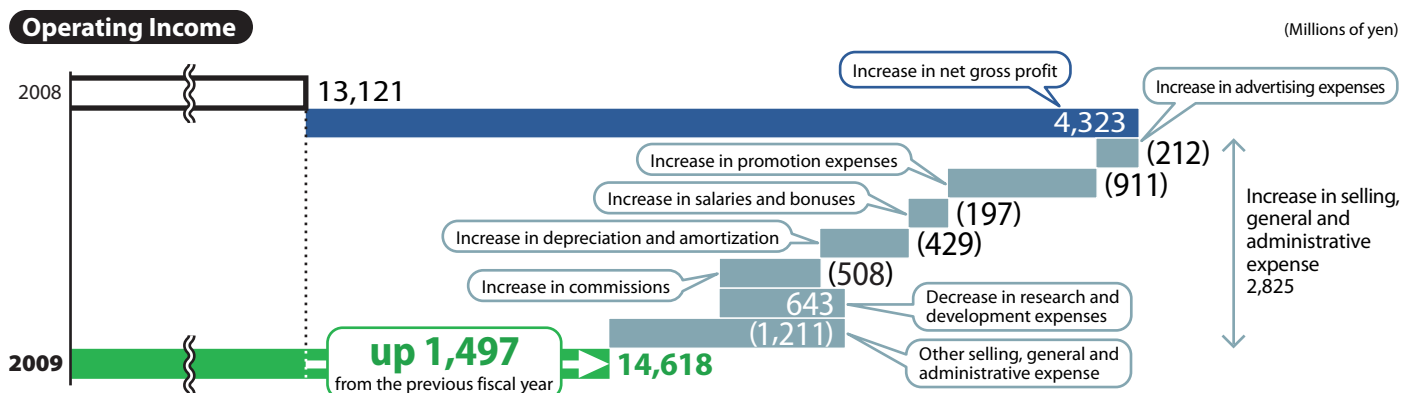 Operating Income
(Millions of yen)
2008
13,121
Increase in net gross profit
4,323
Increase in advertising expenses
(212)
Increase in promotion expenses
(911)
Increase in salaries and bonuses
(197)
Increase in depreciation and amortization
(429)
Increase in commissions
(508)
643
Decrease in research and
development expenses
(1,211)
Other selling, general and
administrative expense
Increase in selling,
general and
administrative
expense
2,825
2009
up 1,497
from the previous fiscal year
14,618